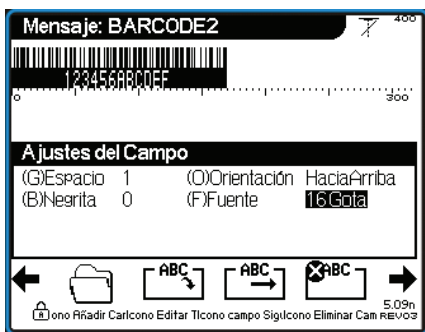 Mensaje: BARCODE2
400
123456ABCDEF
0 300
Ajustes del Campo
(G)Espacio 1 (O)Orientación HaciaArriba
(B)Negrita 0 (F)Fuente 16Gota
ABC ABC ABC
5.09n
ono Añadir CarIcono Editar TIcono campo SiguIcono Eliminar Cam REV03